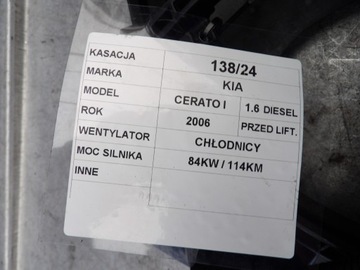 KASACJA 138/24
MARKA KIA
MODEL CERATO I 1.6 DIESEL
ROK 2006 PRZED LIFT.
WENTYLATOR CHŁODNICY
MOC SILNIKA 84KW / 114KM
INNE